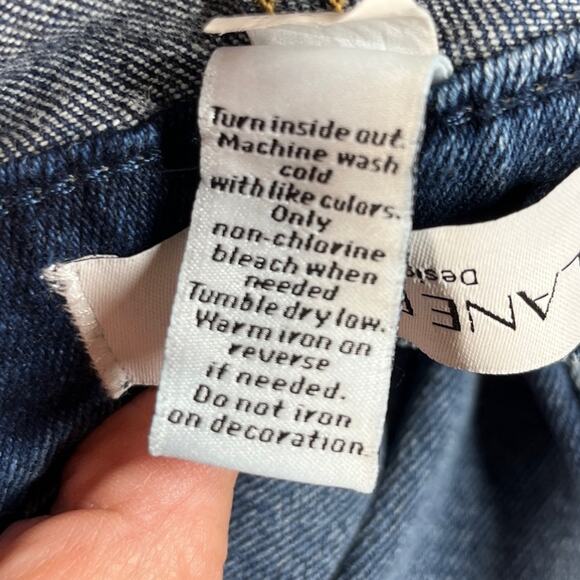 Turn inside out.
Machine wash
cold
with like colors.
Only
non-chlorine
bleach when
needed
Tumble dry low.
Warm iron on
reverse
if needed.
Do not iron
on decoration.